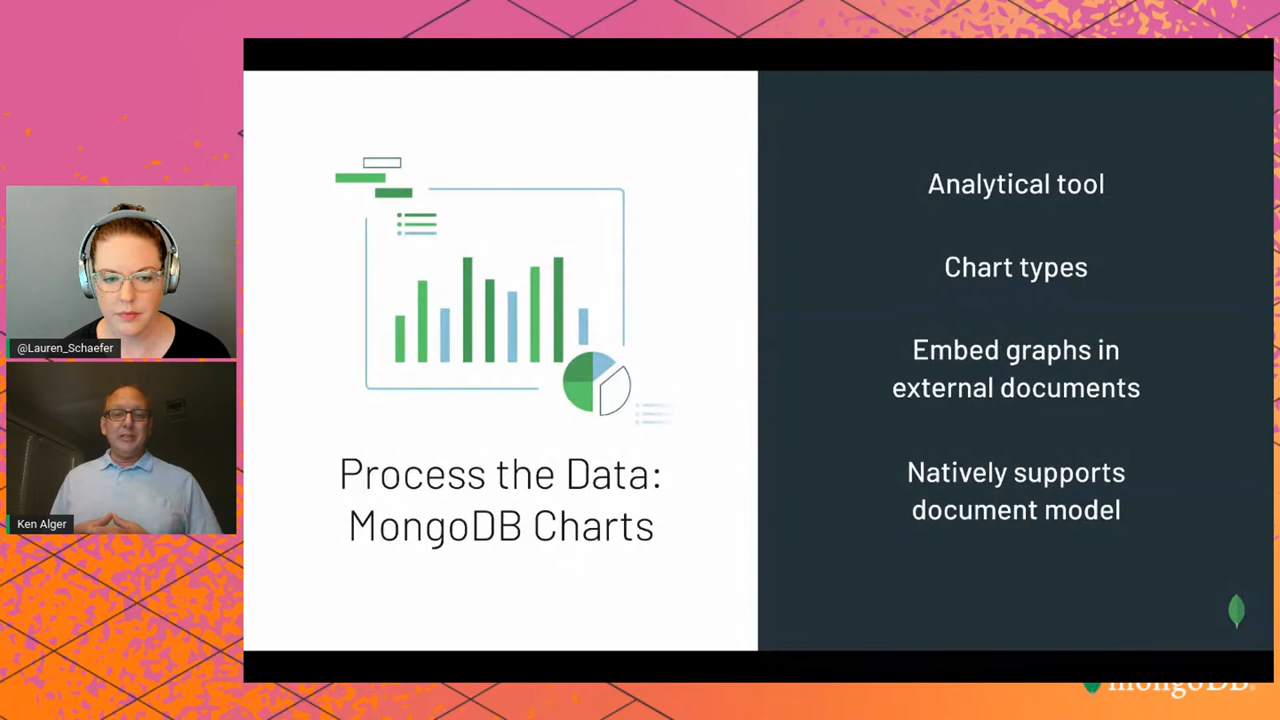 @Lauren_Schaefer
Ken Alger
Process the Data:
MongoDB Charts
Analytical tool
Chart types
Embed graphs in
external documents
Natively supports
document model
mongoDB.